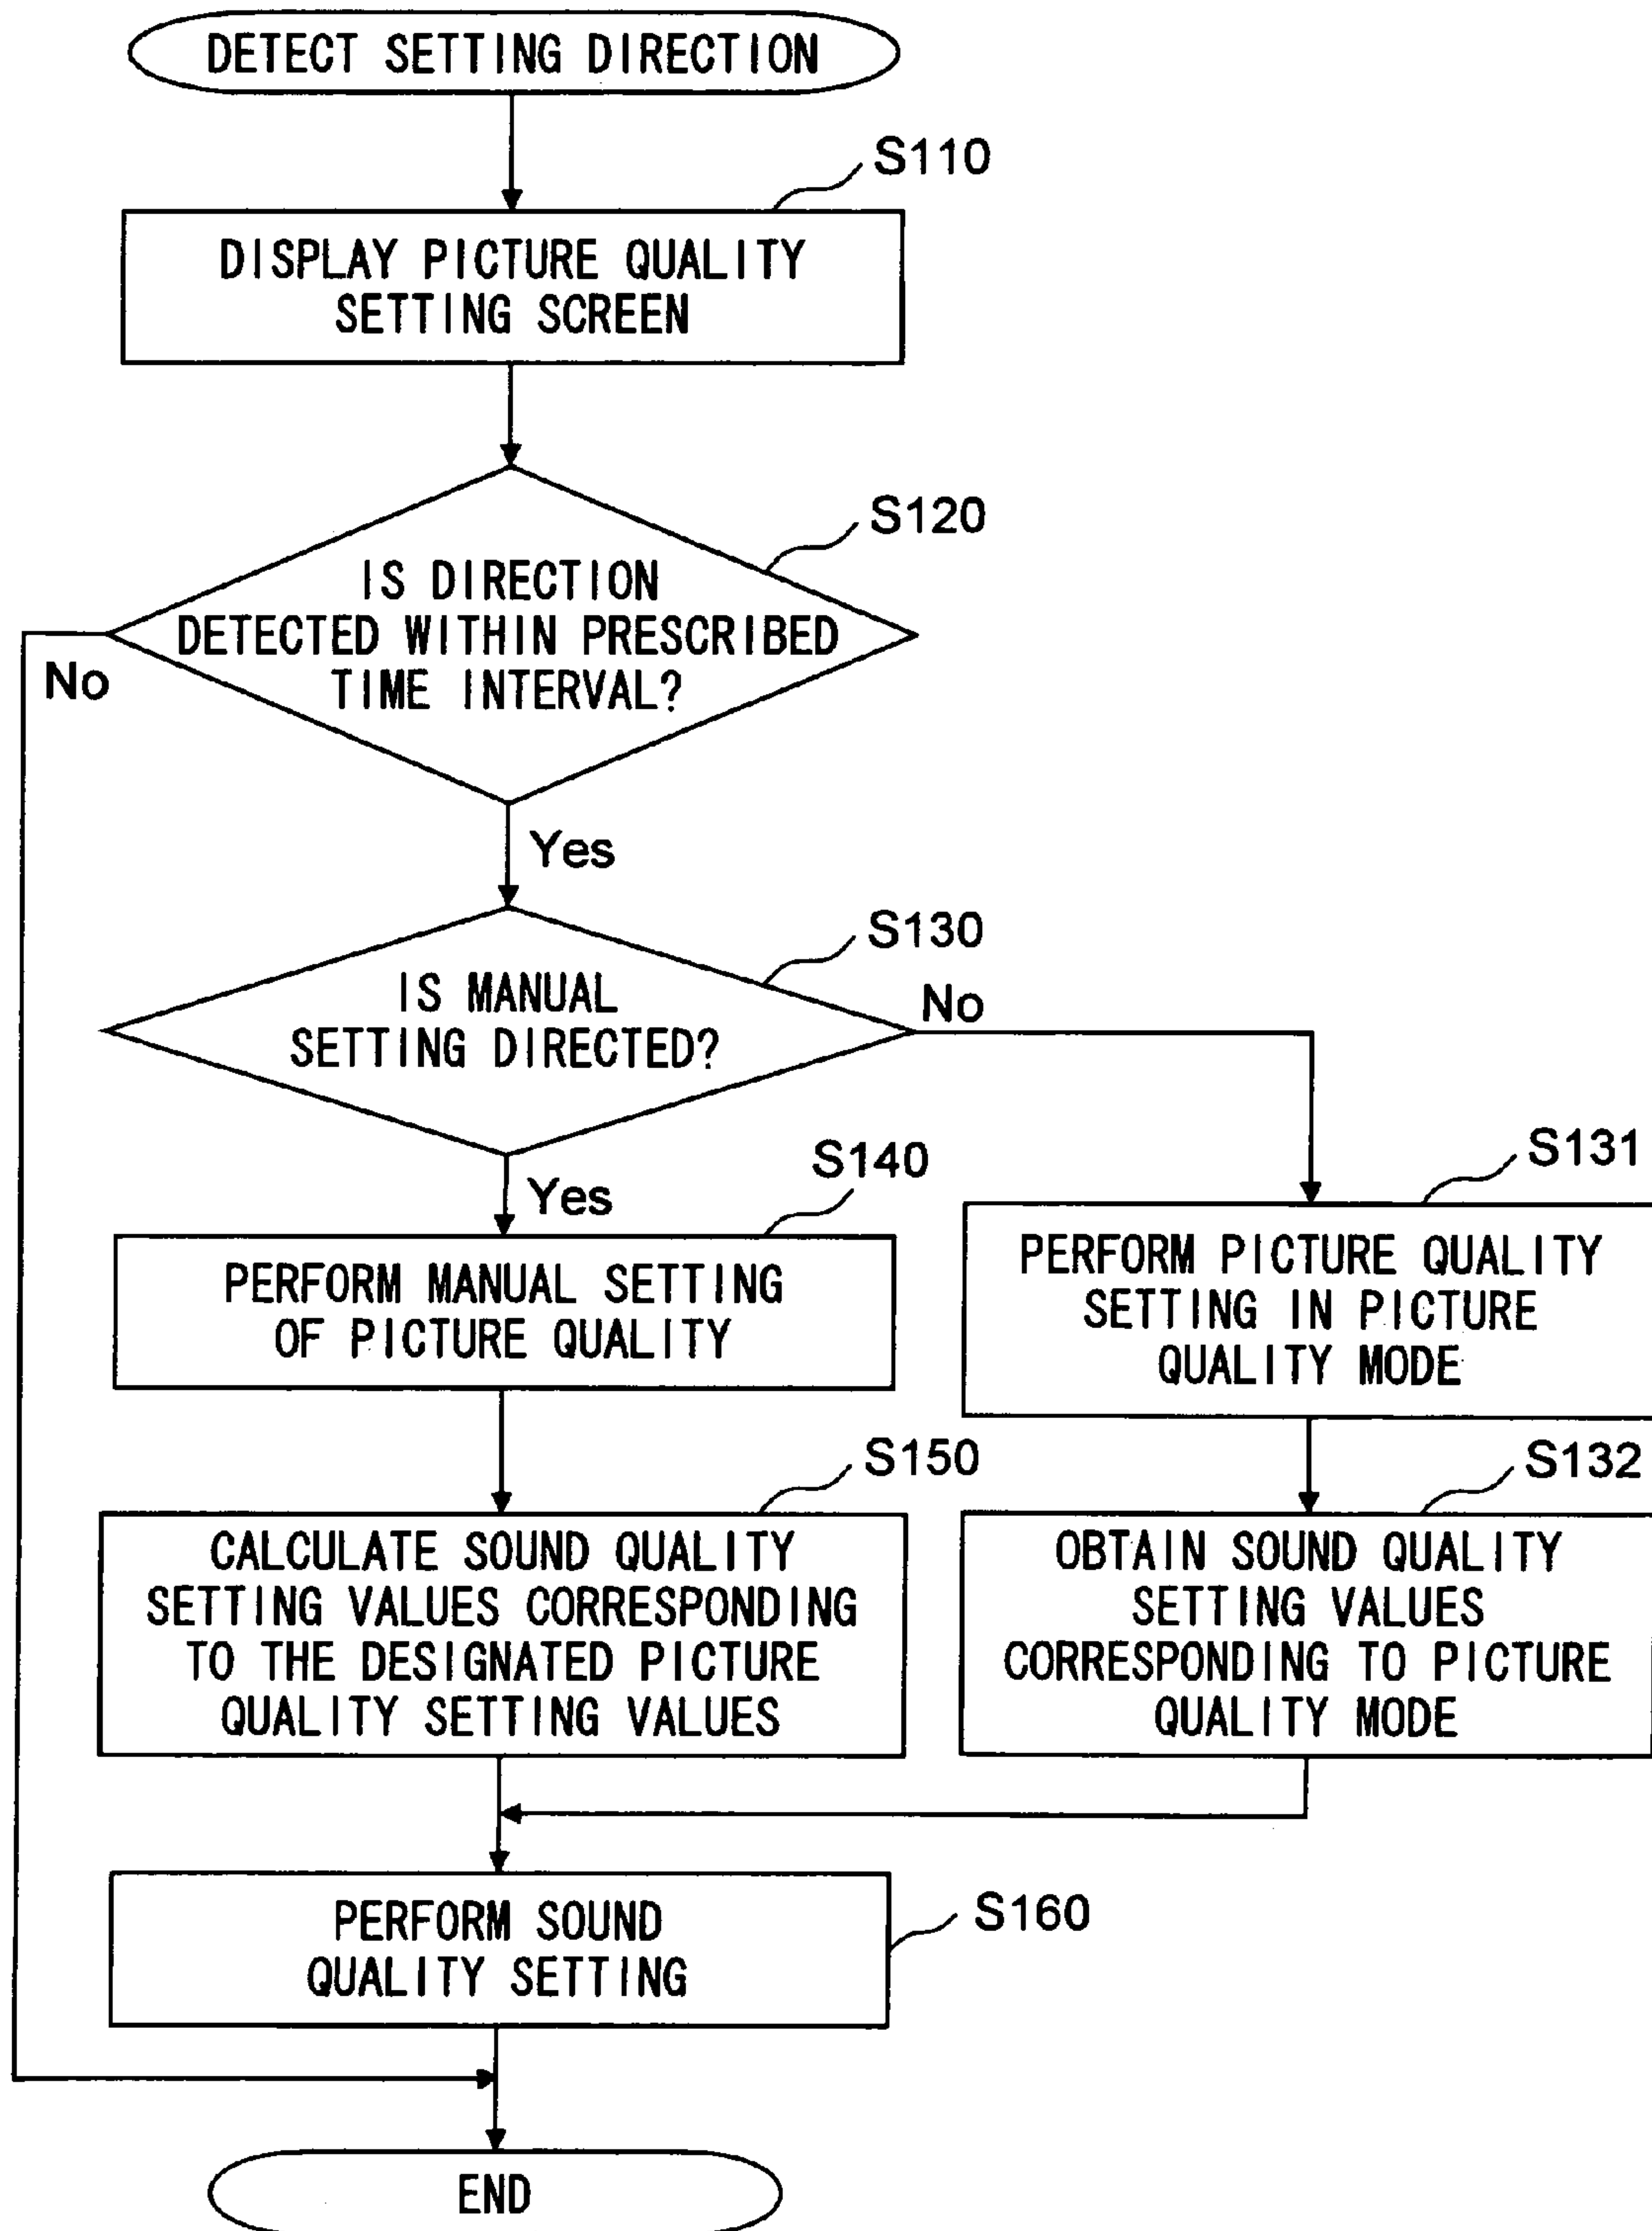 DETECT SETTING DIRECTION
S110
DISPLAY PICTURE QUALITY
SETTING SCREEN
S120
IS DIRECTION
DETECTED WITHIN PRESCRIBED
TIME INTERVAL?
No
Yes
S130
IS MANUAL
SETTING DIRECTED?
No
Yes
S140
PERFORM MANUAL SETTING
OF PICTURE QUALITY
S131
PERFORM PICTURE QUALITY
SETTING IN PICTURE
QUALITY MODE
S150
CALCULATE SOUND QUALITY
SETTING VALUES CORRESPONDING
TO THE DESIGNATED PICTURE
QUALITY SETTING VALUES
S132
OBTAIN SOUND QUALITY
SETTING VALUES
CORRESPONDING TO PICTURE
QUALITY MODE
PERFORM SOUND
QUALITY SETTING
S160
END